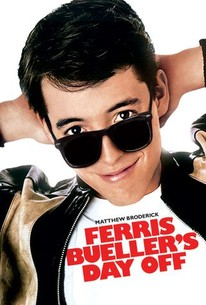 MATTHEW BRODERICK
FERRIS
BUELLER'S
DAY OFF